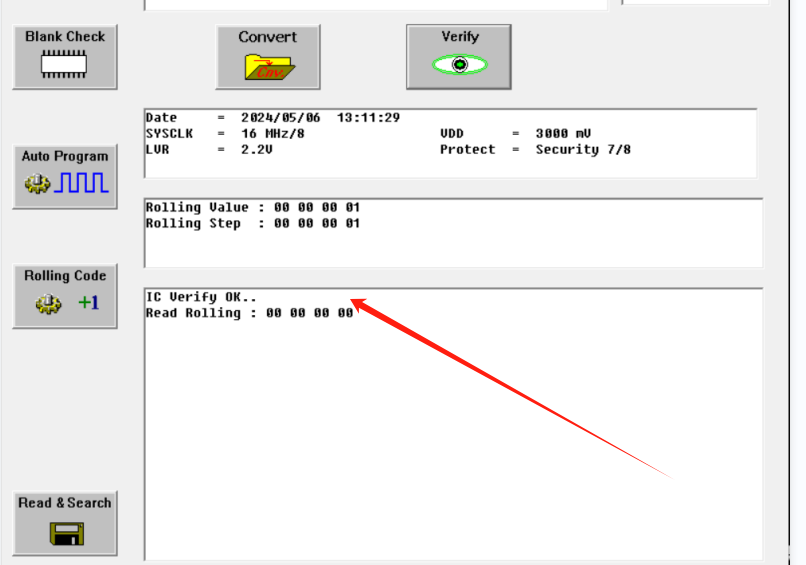 Blank Check
Convert
Verify
Cnv.
Date = 2024/05/06 13:11:29
SYSCLK = 16 MHz/8 VDD = 3000 mV
LVR = 2.2V Protect = Security 7/8
Auto Program
Rolling Value : 00 00 00 01
Rolling Step : 00 00 00 01
Rolling Code
+1
IC Verify OK..
Read Rolling : 00 00 00 00
Read & Search